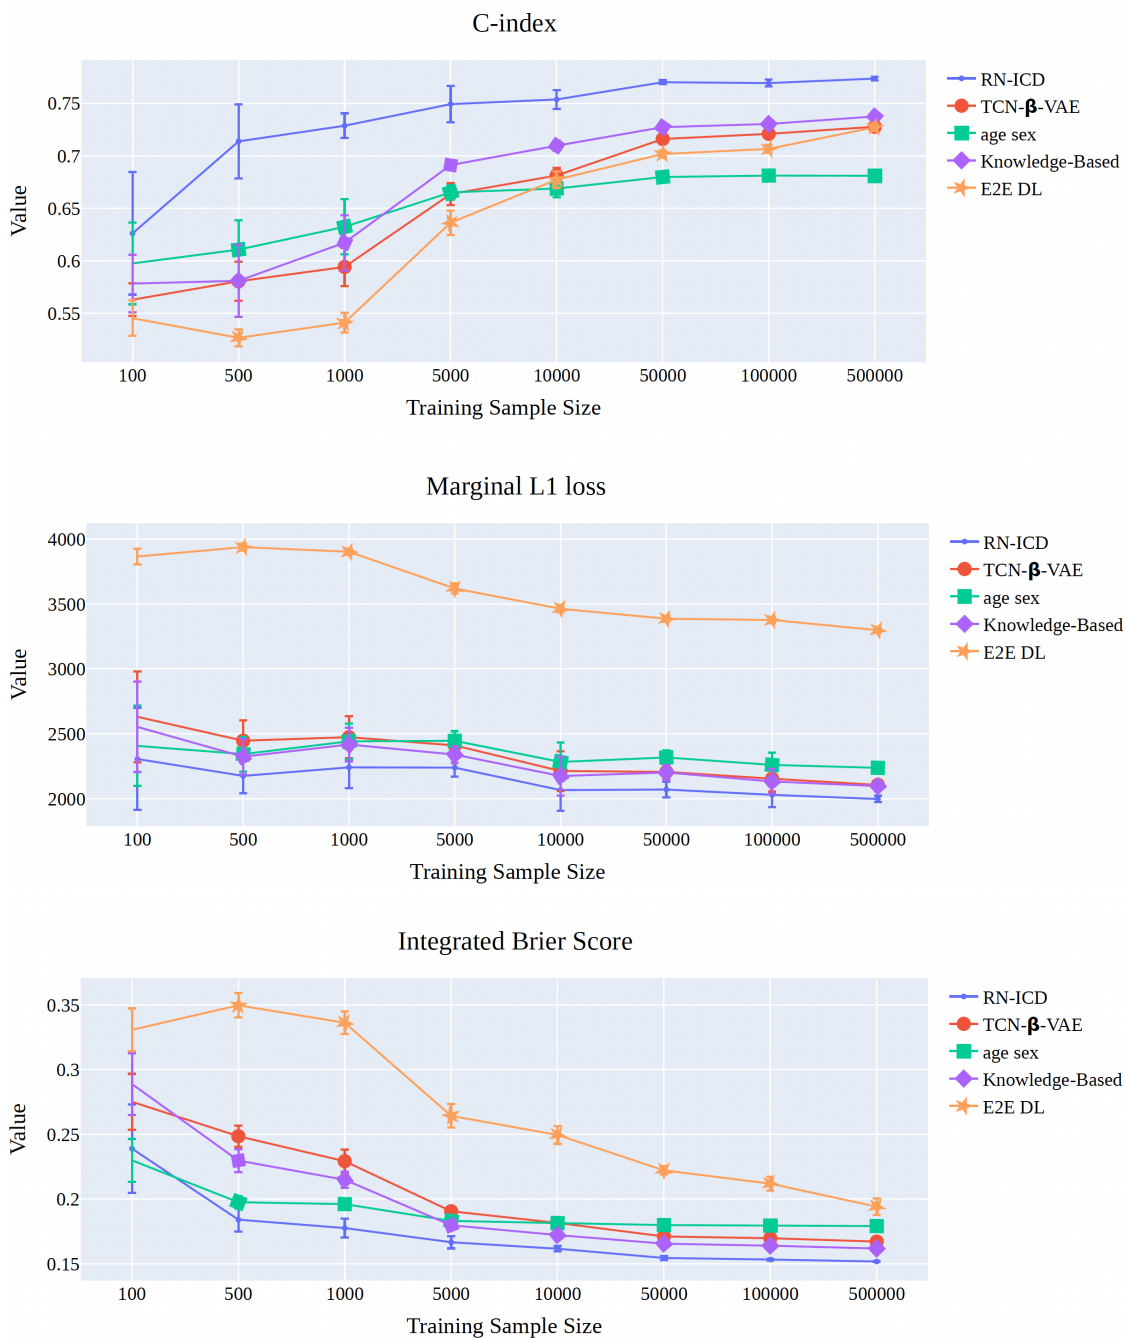 C-index
0.75
0.7
0.65
0.6
0.55
Value
100 500 1000 5000 10000 50000 100000 500000
Training Sample Size
RN-ICD
TCN-β-VAE
age sex
Knowledge-Based
E2E DL
Marginal L1 loss
4000
3500
3000
2500
2000
Value
100 500 1000 5000 10000 50000 100000 500000
Training Sample Size
RN-ICD
TCN-β-VAE
age sex
Knowledge-Based
E2E DL
Integrated Brier Score
0.35
0.3
0.25
0.2
0.15
Value
100 500 1000 5000 10000 50000 100000 500000
Training Sample Size
RN-ICD
TCN-β-VAE
age sex
Knowledge-Based
E2E DL